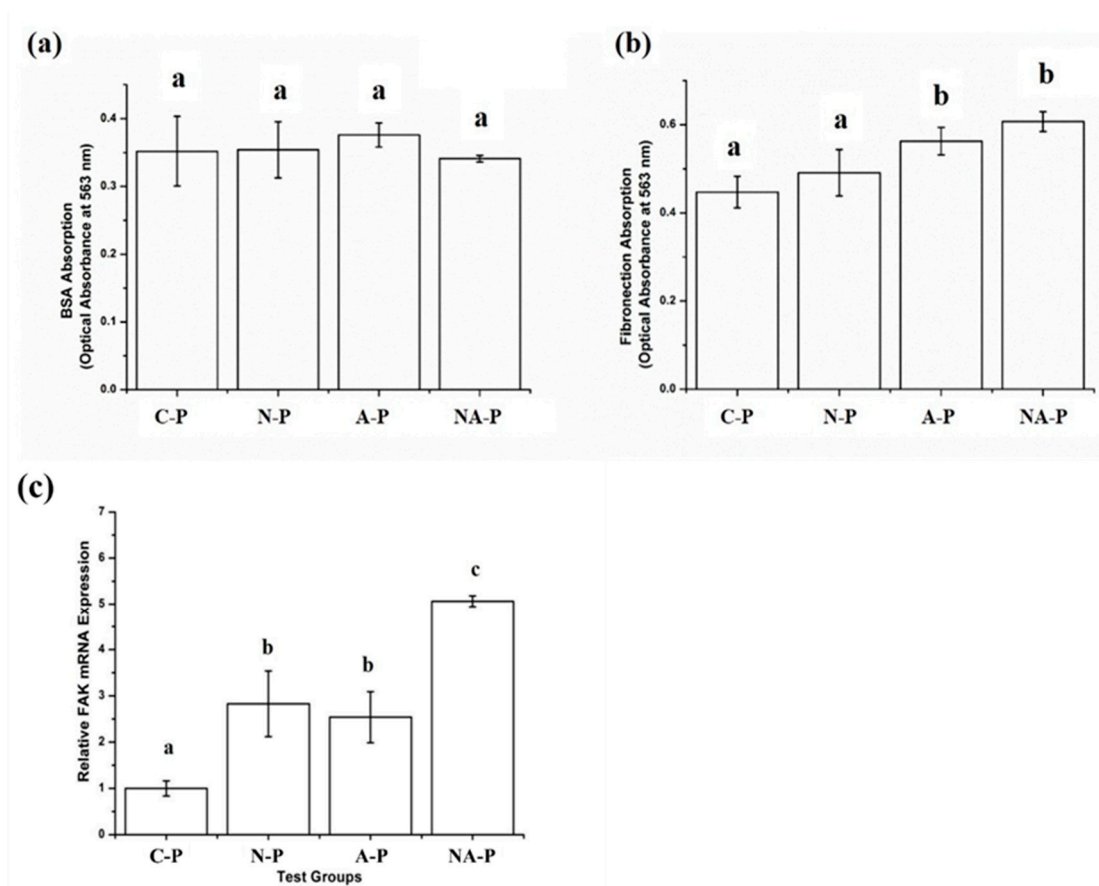 (a)
a
a
a
a
BSA Absorption
(Optical Absorbance at 563 nm)
0.4
0.3
0.2
0.1
0.0
C-P N-P A-P NA-P
(b)
a
a
b
b
Fibronection Absorption
(Optical Absorbance at 563 nm)
0.6
0.4
0.2
0.0
C-P N-P A-P NA-P
(c)
a
b
b
c
Relative FAK mRNA Expression
7
6
5
4
3
2
1
0
C-P N-P A-P NA-P
Test Groups